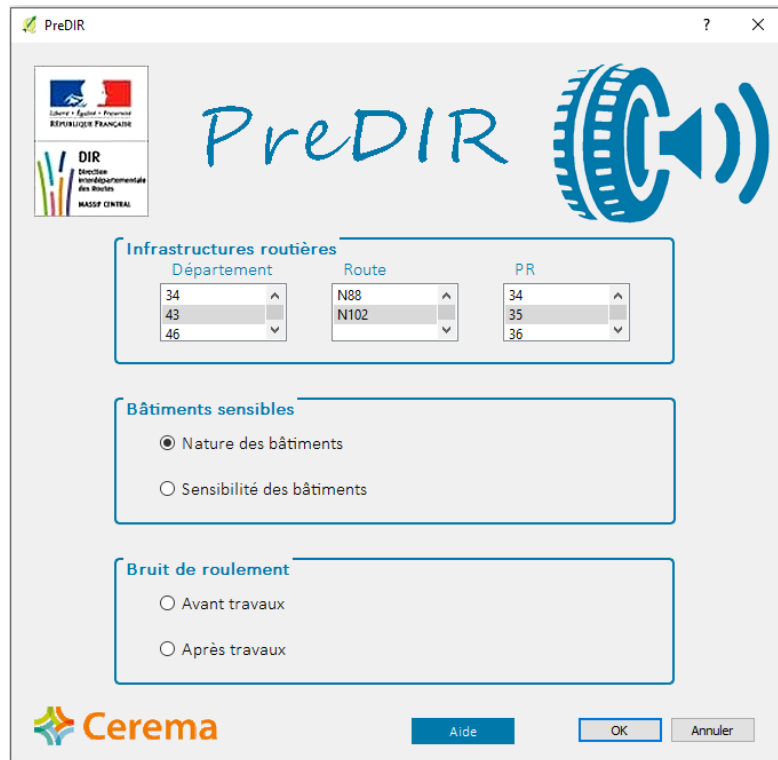 PreDIR
?
Liberté • Égalité • Fraternité
RÉPUBLIQUE FRANÇAISE
DIR
Direction
interdépartementale
des Routes
MASSIF CENTRAL
PreDIR
Infrastructures routières
Département Route PR
34 N88 34
43 N102 35
46 36
Bâtiments sensibles
Nature des bâtiments
Sensibilité des bâtiments
Bruit de roulement
Avant travaux
Après travaux
Cerema
Aide
OK
Annuler